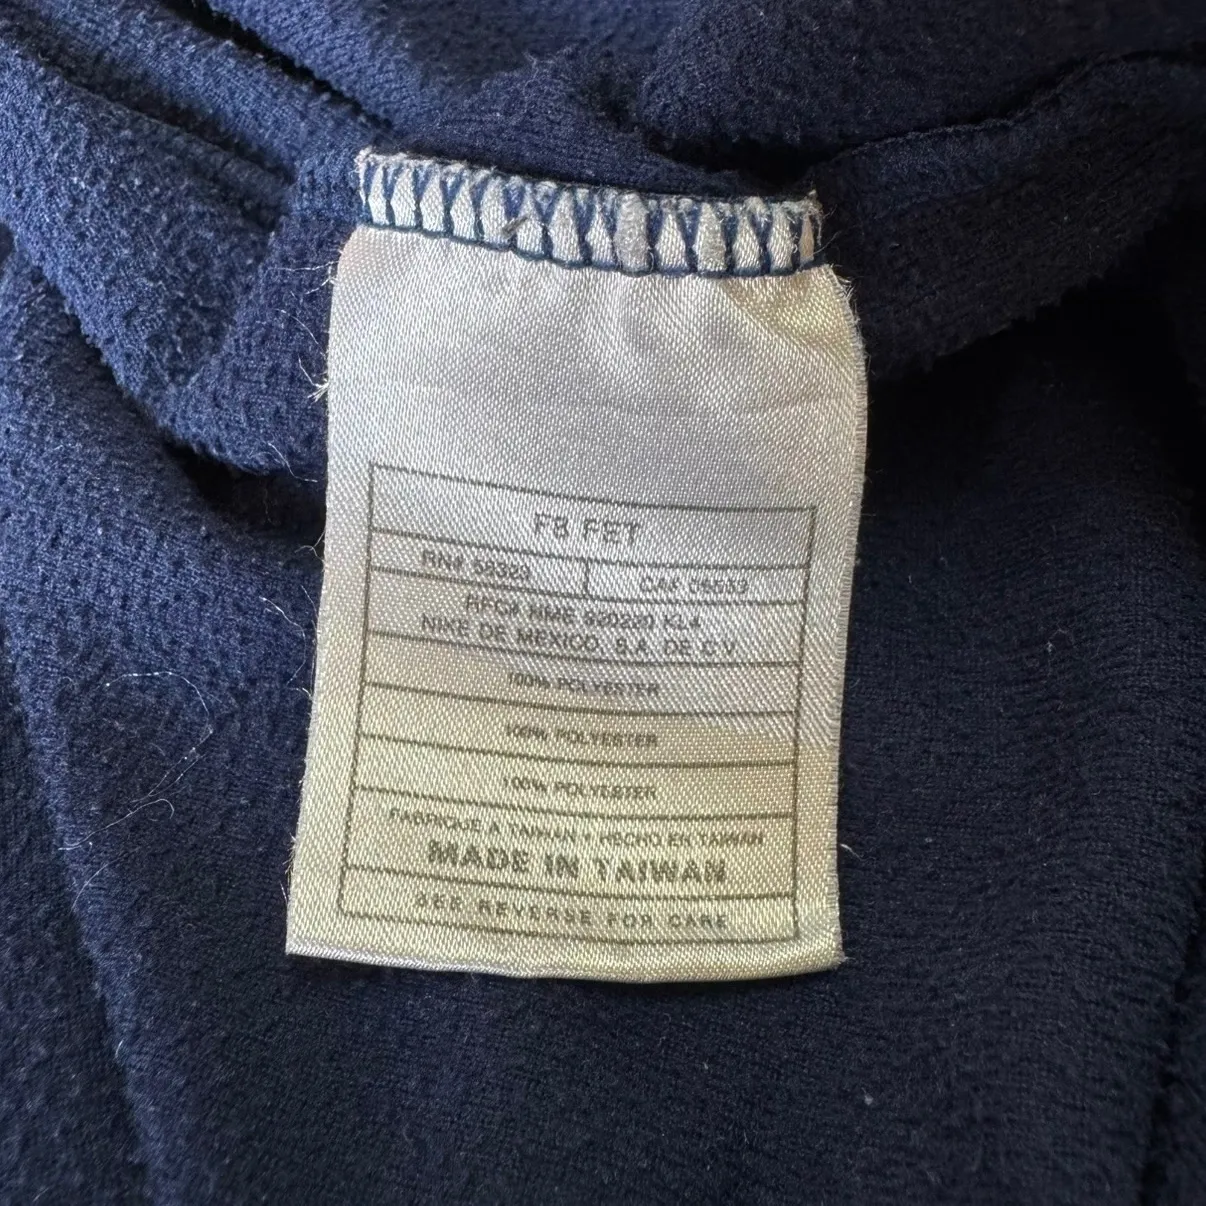 F8 FET
RN# 56323 CA# 05553
RFC# NME 920220 KL4
NIKE DE MEXICO, S.A. DE C.V.
100% POLYESTER
100% POLYESTER
100% POLYESTER
FABRIQUE A TAIWAN • HECHO EN TAIWAN
MADE IN TAIWAN
SEE REVERSE FOR CARE